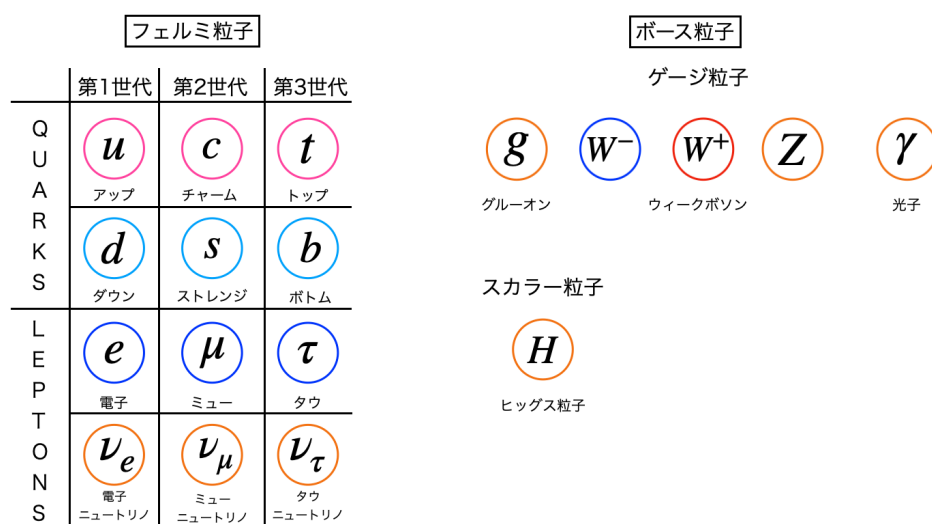 フェルミ粒子
第1世代 第2世代 第3世代
QUARKS
u c t
アップ チャーム トップ
d s b
ダウン ストレンジ ボトム
LEPTONS
e μ τ
電子 ミュー タウ
νe νμ ντ
電子 ミュー タウ
ニュートリノ ニュートリノ ニュートリノ
ボース粒子
ゲージ粒子
g W− W+ Z γ
グルーオン ウィークボソン 光子
スカラー粒子
H
ヒッグス粒子